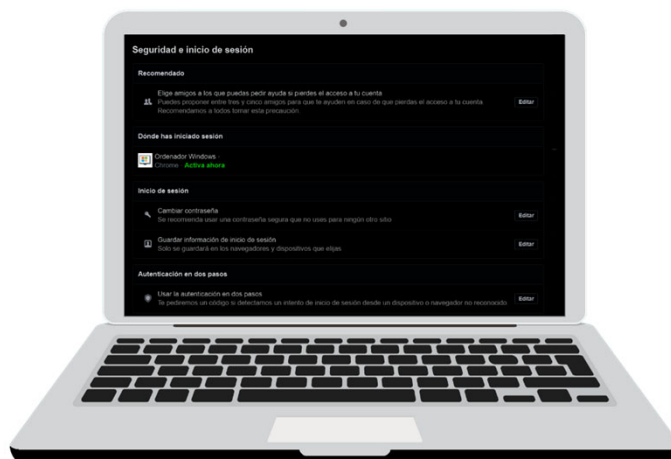 Seguridad e inicio de sesión
Recomendado
Elige amigos a los que puedas pedir ayuda si pierdes el acceso a tu cuenta
Puedes proponer entre tres y cinco amigos para que te ayuden en caso de que pierdas el acceso a tu cuenta
Recomendamos a todos tomar esta precaución
Editar
Dónde has iniciado sesión
Ordenador Windows ·
Chrome · Activa ahora
Inicio de sesión
Cambiar contraseña
Se recomienda usar una contraseña segura que no uses para ningún otro sitio
Editar
Guardar información de inicio de sesión
Solo se guardará en los navegadores y dispositivos que elijas
Editar
Autenticación en dos pasos
Usar la autenticación en dos pasos
Te pediremos un código si detectamos un intento de inicio de sesión desde un dispositivo o navegador no reconocido
Editar